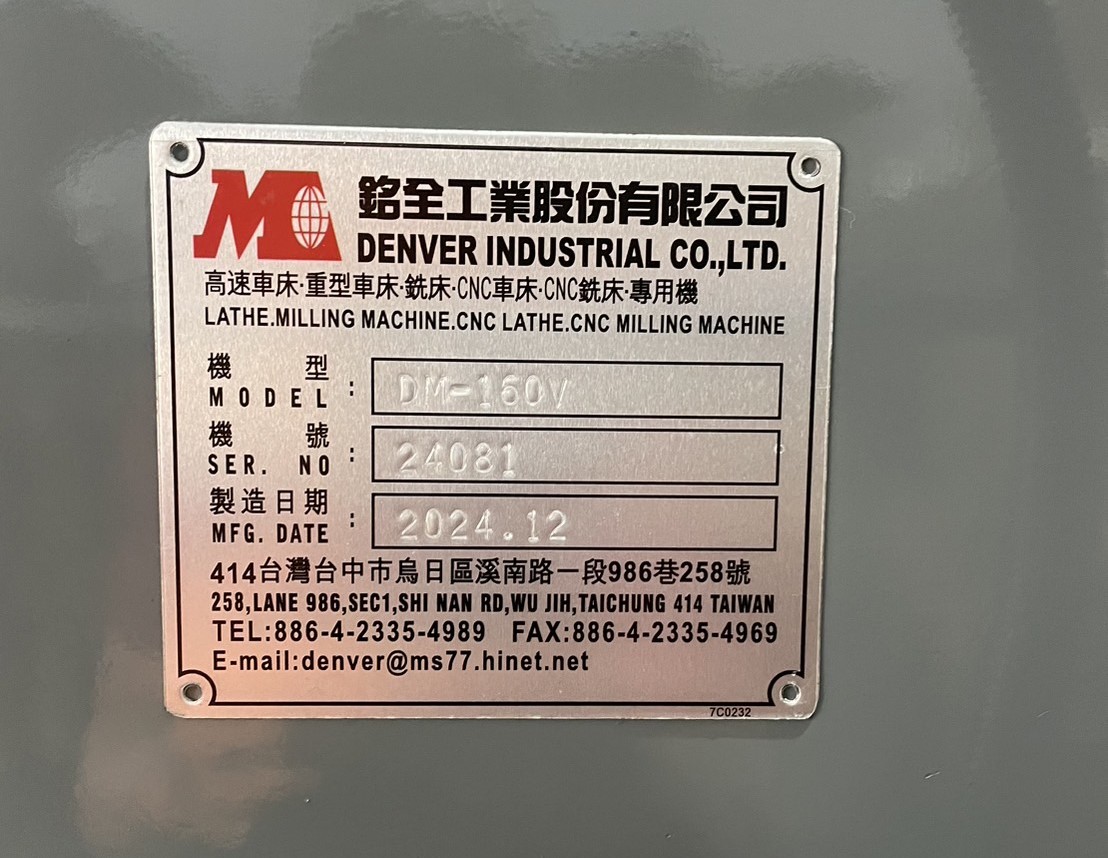 MC
銘全工業股份有限公司
DENVER INDUSTRIAL CO.,LTD.
高速車床·重型車床·銑床·CNC車床·CNC銑床·專用機
LATHE.MILLING MACHINE.CNC LATHE.CNC MILLING MACHINE
機型
MODEL : DM-160V
機號
SER. NO : 24081
製造日期
MFG. DATE : 2024.12
414台灣台中市烏日區溪南路一段986巷258號
258,LANE 986,SEC1,SHI NAN RD,WU JIH,TAICHUNG 414 TAIWAN
TEL:886-4-2335-4989 FAX:886-4-2335-4969
E-mail:denver@ms77.hinet.net
7C0232